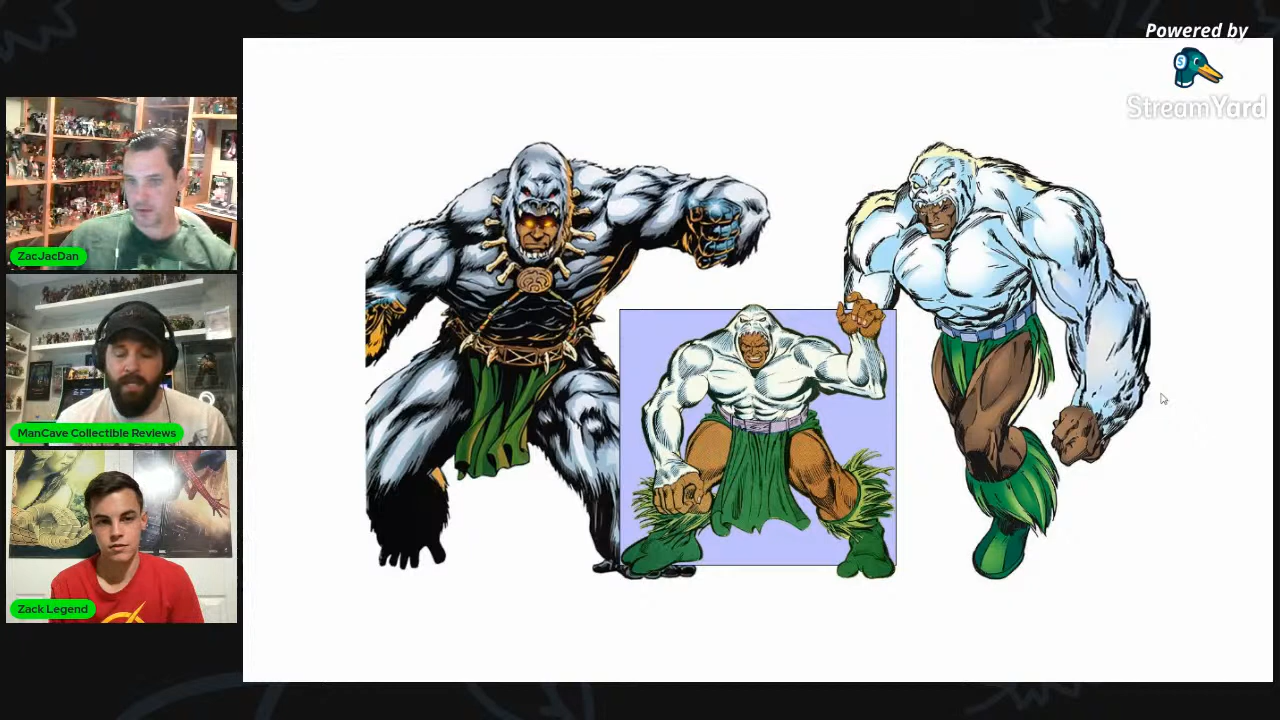 Powered by
S
StreamYard
ZacJacDan
ManCave Collectible Reviews
Zack Legend